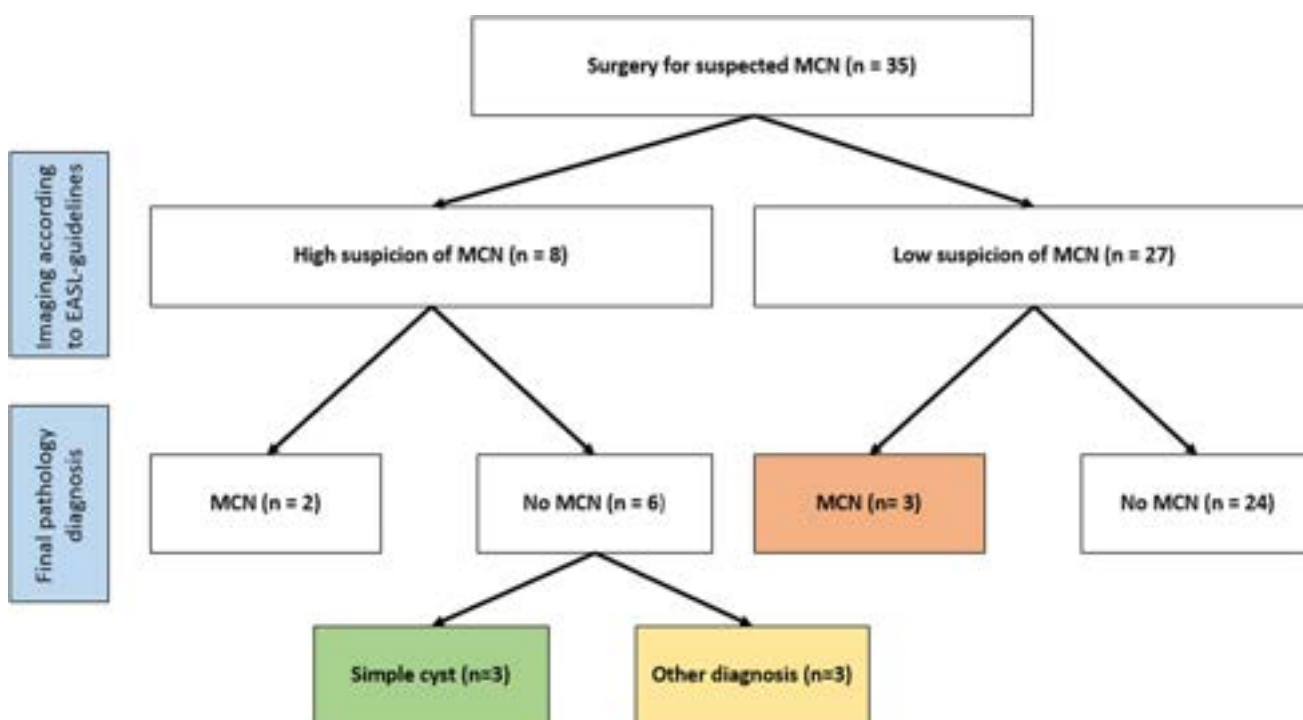 Surgery for suspected MCN (n = 35)
Imaging according
to EASL-guidelines
High suspicion of MCN (n = 8)
Low suspicion of MCN (n = 27)
Final pathology
diagnosis
MCN (n = 2)
No MCN (n = 6)
MCN (n= 3)
No MCN (n = 24)
Simple cyst (n=3)
Other diagnosis (n=3)